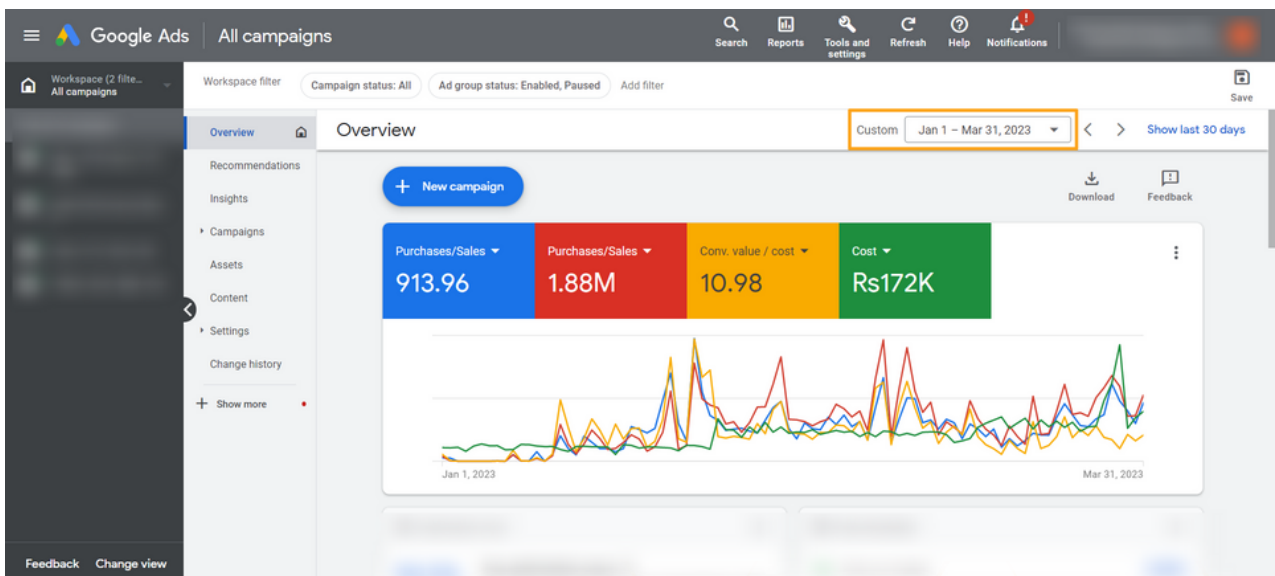 Google Ads
All campaigns
Search
Reports
Tools and
settings
Refresh
Help
Notifications
Workspace (2 filte...
All campaigns
Workspace filter
Campaign status: All
Ad group status: Enabled, Paused
Add filter
Save
Overview
Recommendations
Insights
Campaigns
Assets
Content
Settings
Change history
Show more
Overview
Custom
Jan 1 – Mar 31, 2023
Show last 30 days
New campaign
Download
Feedback
Purchases/Sales
913.96
Purchases/Sales
1.88M
Conv. value / cost
10.98
Cost
Rs172K
Jan 1, 2023
Mar 31, 2023
Feedback
Change view